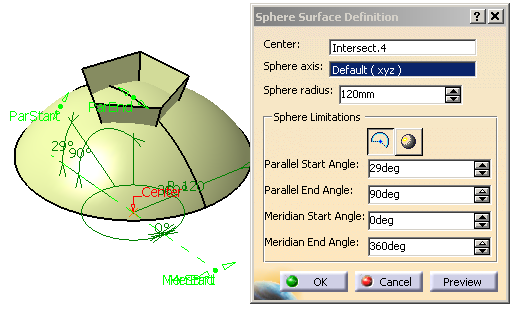 Sphere Surface Definition
Center: Intersect.4
Sphere axis: Default ( xyz )
Sphere radius: 120mm
Sphere Limitations
Parallel Start Angle: 29deg
Parallel End Angle: 90deg
Meridian Start Angle: 0deg
Meridian End Angle: 360deg
OK Cancel Preview
ParStart
ParEnd
29°
90°
Center
0°